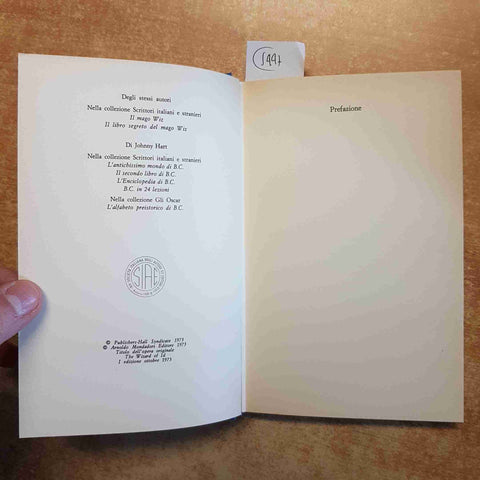 Degli stessi autori
Nella collezione Scrittori italiani e stranieri
Il mago Wiz
Il libro segreto del mago Wiz
Di Johnny Hart
Nella collezione Scrittori italiani e stranieri
L'antichissimo mondo di B.C.
Il secondo libro di B.C.
L'Enciclopedia di B.C.
B.C. in 24 lezioni
Nella collezione Gli Oscar
L'alfabeto preistorico di B.C.
SIAE
© Publishers-Hall Syndicate 1973
© Arnoldo Mondadori Editore 1973
Titolo dell'opera originale
The Wizard of Id
I edizione ottobre 1973
Prefazione